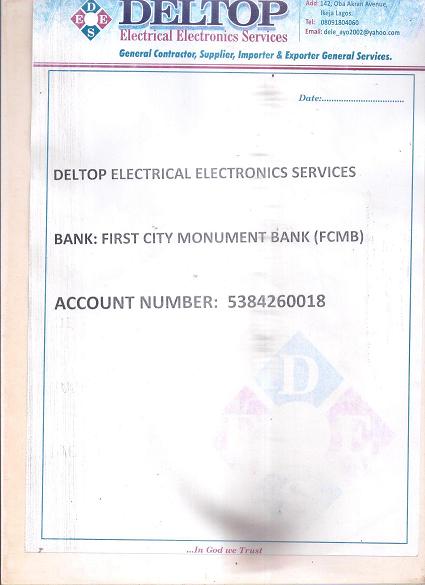 DELTOP
D
E E
S
Electrical Electronics Services
Add: 142, Oba Akran Avenue,
Ikeja Lagos.
Tel: 08091804060
Email: dele_ayo2002@yahoo.com
General Contractor, Supplier, Importer & Exporter General Services.
Date:..................................
DELTOP ELECTRICAL ELECTRONICS SERVICES
BANK: FIRST CITY MONUMENT BANK (FCMB)
ACCOUNT NUMBER: 5384260018
D
E E
S
...In God we Trust